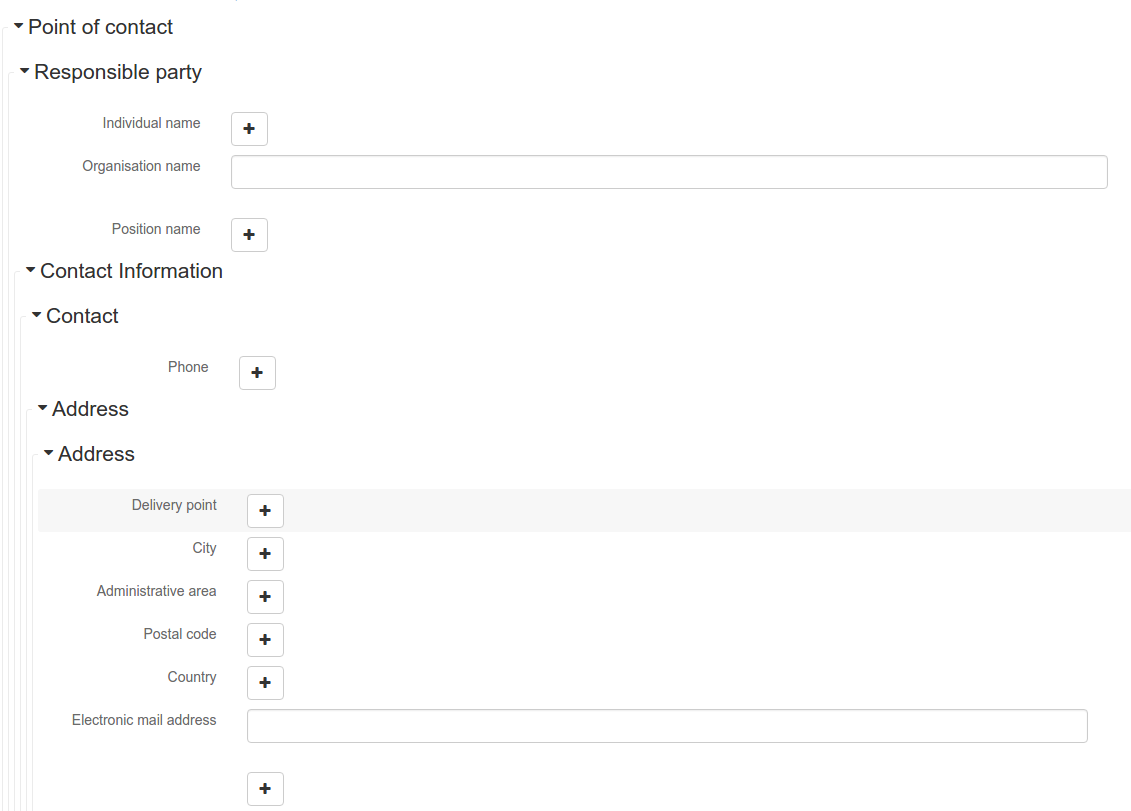 Point of contact
Responsible party
Individual name
Organisation name
Position name
Contact Information
Contact
Phone
Address
Address
Delivery point
City
Administrative area
Postal code
Country
Electronic mail address